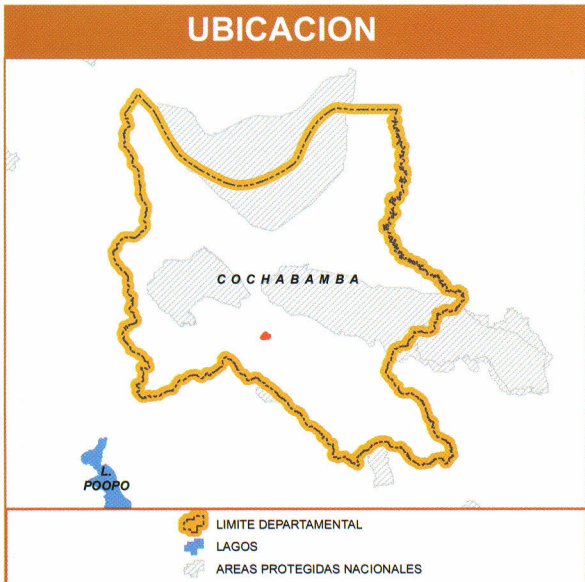 UBICACION
COCHABAMBA
L.
POOPO
LIMITE DEPARTAMENTAL
LAGOS
AREAS PROTEGIDAS NACIONALES